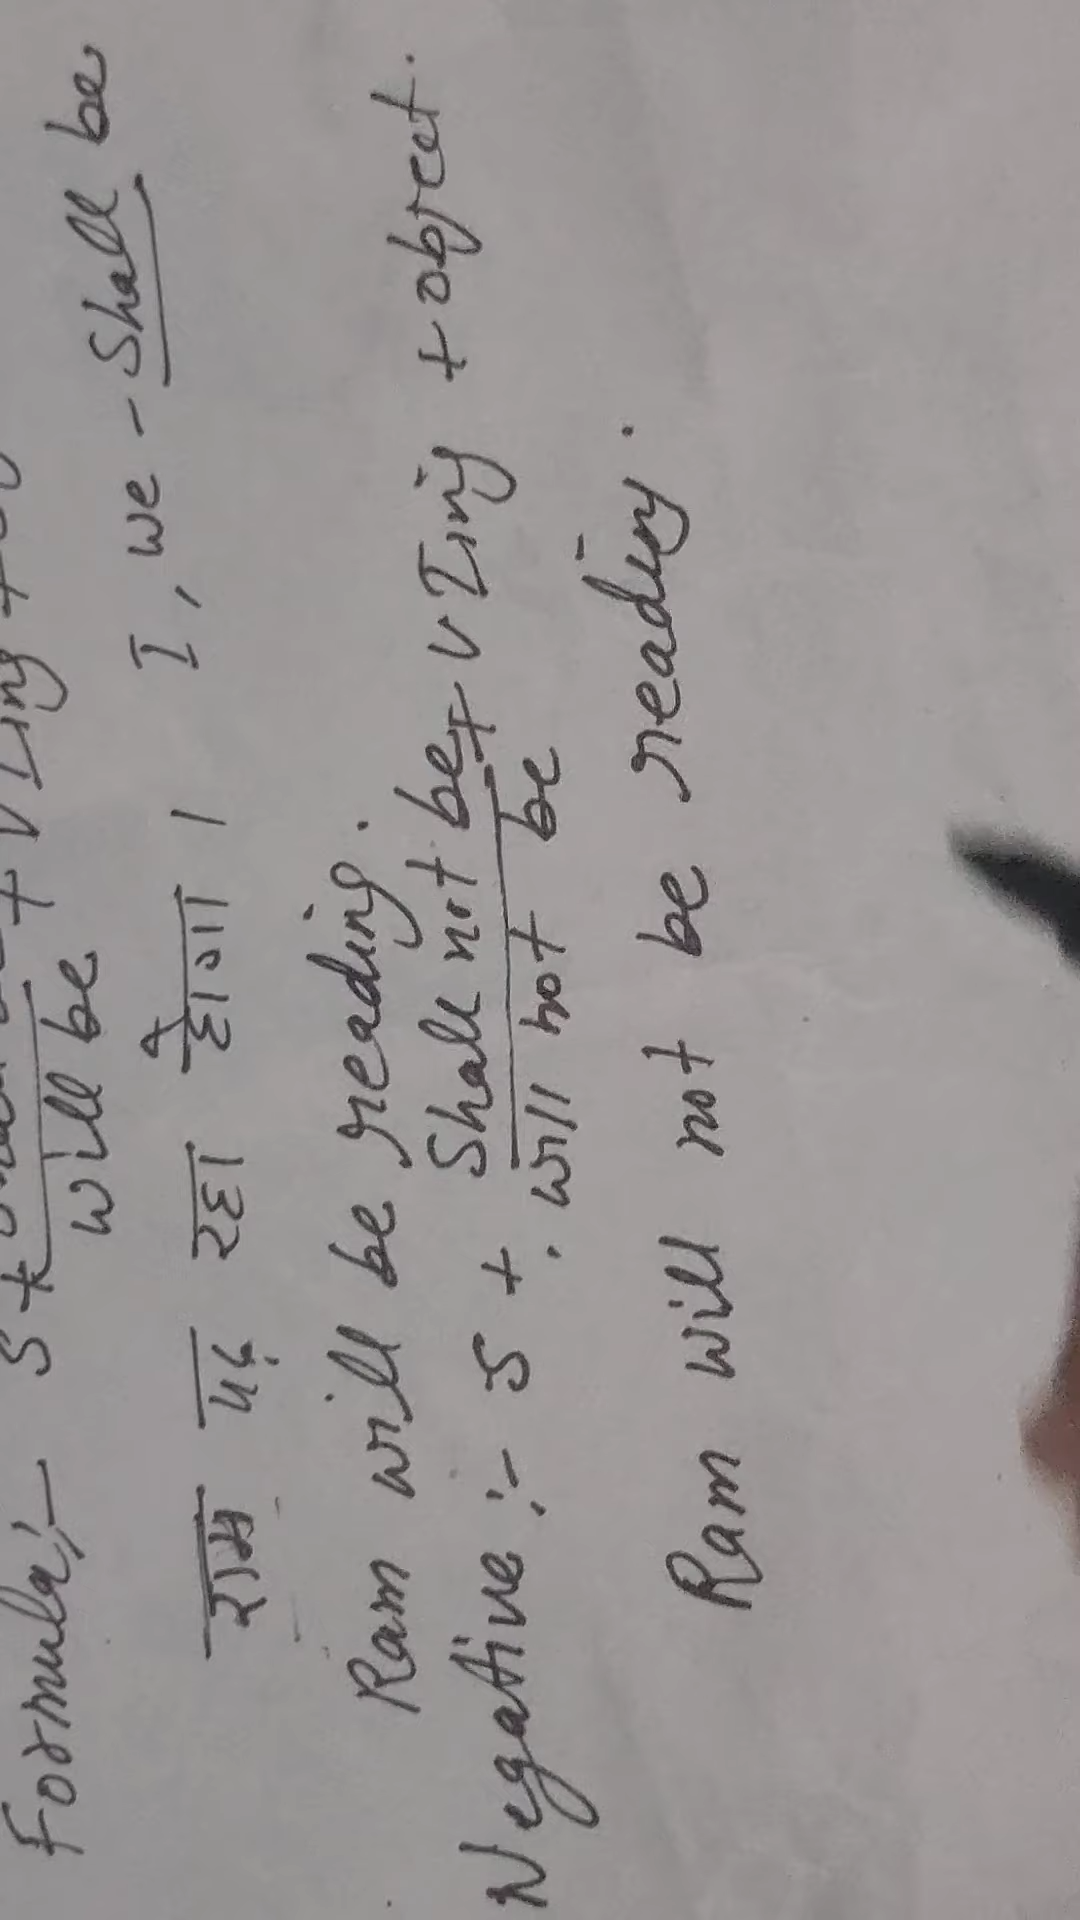 Formula:- S +
will be + V Ing +
I, we - Shall be
राम पढ़ रहा होगा ।
Ram will be reading.
Negative :- S + Shall not be + V Ing + object.
will not be
Ram will not be reading.